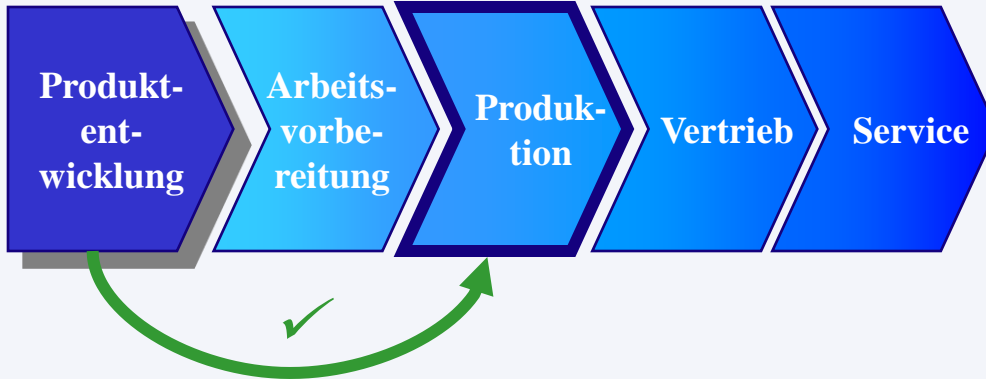 Produkt-
ent-
wicklung
Arbeits-
vorbe-
reitung
Produk-
tion
Vertrieb
Service